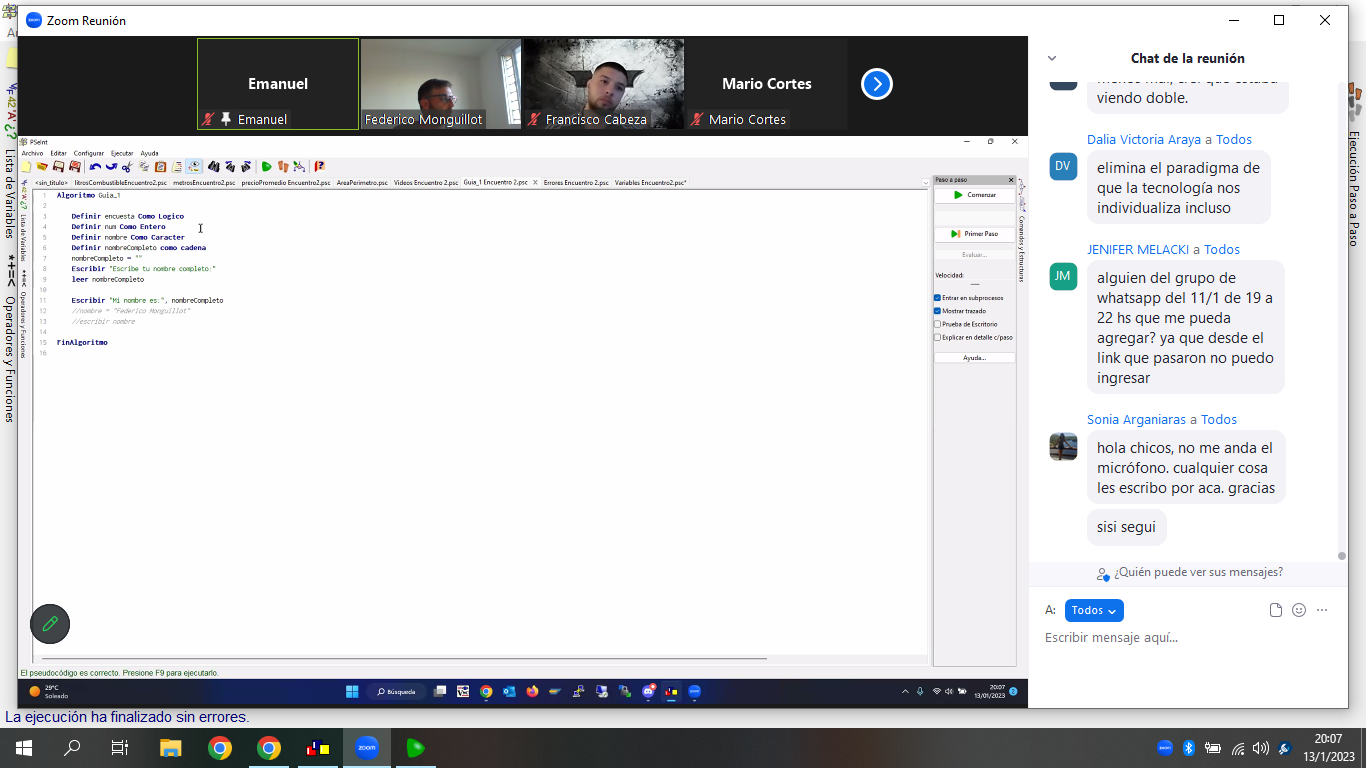 Zoom Reunión
Emanuel
Emanuel
Federico Monguillot
Francisco Cabeza
Mario Cortes
Mario Cortes
PSeInt
Archivo Editar Configurar Ejecutar Ayuda
<sin_titulo> litrosCombustibleEncuentro2.psc metrosEncuentro2.psc precioPromedio Encuentro2.psc AreaPerimetro.psc Videos Encuentro 2.psc Guia_1 Encuentro 2.psc Errores Encuentro 2.psc Variables Encuentro2.psc*
1 Algoritmo Guia_1
2
3 Definir encuesta Como Logico
4 Definir num Como Entero
5 Definir nombre Como Caracter
6 Definir nombreCompleto como cadena
7 nombreCompleto = ""
8 Escribir "Escribe tu nombre completo:"
9 leer nombreCompleto
10
11 Escribir "Mi nombre es:", nombreCompleto
12 //nombre = "Federico Monguillot"
13 //escribir nombre
14
15 FinAlgoritmo
16
Paso a paso
Comenzar
Primer Paso
Evaluar...
Velocidad:
Entrar en subprocesos
Mostrar trazado
Prueba de Escritorio
Explicar en detalle c/paso
Ayuda...
Comandos y Estructuras
Lista de Variables
Operadores y Funciones
El pseudocódigo es correcto. Presione F9 para ejecutarlo.
29°C
Soleado
Búsqueda
20:07
13/01/2023
2
Chat de la reunión
viendo doble.
Dalia Victoria Araya a Todos
DV
elimina el paradigma de
que la tecnología nos
individualiza incluso
JENIFER MELACKI a Todos
JM
alguien del grupo de
whatsapp del 11/1 de 19 a
22 hs que me pueda
agregar? ya que desde el
link que pasaron no puedo
ingresar
Sonia Arganiaras a Todos
hola chicos, no me anda el
micrófono. cualquier cosa
les escribo por aca. gracias
sisi segui
¿Quién puede ver sus mensajes?
A: Todos
Escribir mensaje aquí...
Lista de Variables
Operadores y Funciones
Ejecución Paso a Paso
La ejecución ha finalizado sin errores.
zoom
20:07
13/1/2023